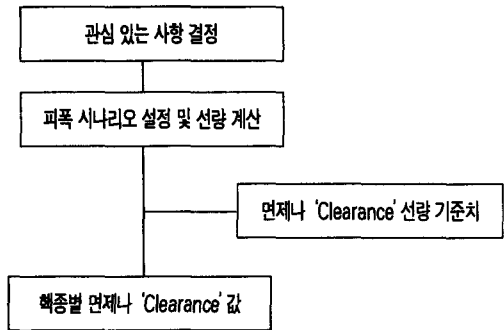 관심 있는 사항 결정
피폭 시나리오 설정 및 선량 계산
면제나 'Clearance' 선량 기준치
핵종별 면제나 'Clearance' 값